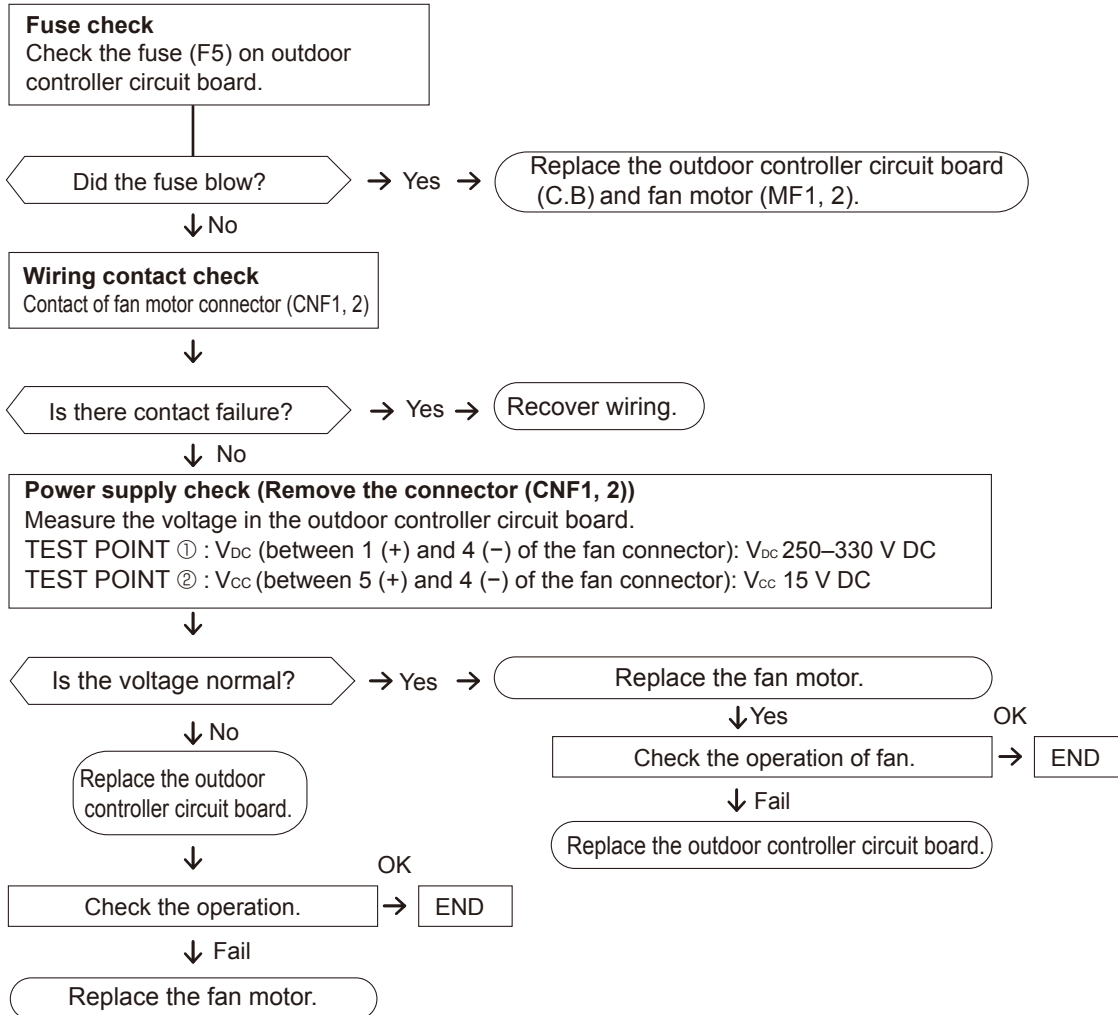 Fuse check
Check the fuse (F5) on outdoor
controller circuit board.
Did the fuse blow?
→ Yes →
Replace the outdoor controller circuit board
(C.B) and fan motor (MF1, 2).
↓ No
Wiring contact check
Contact of fan motor connector (CNF1, 2)
↓
Is there contact failure?
→ Yes →
Recover wiring.
↓ No
Power supply check (Remove the connector (CNF1, 2))
Measure the voltage in the outdoor controller circuit board.
TEST POINT ① : VDC (between 1 (+) and 4 (−) of the fan connector): VDC 250–330 V DC
TEST POINT ② : VCC (between 5 (+) and 4 (−) of the fan connector): VCC 15 V DC
↓
Is the voltage normal?
→ Yes →
Replace the fan motor.
↓ Yes
Check the operation of fan.
OK
→
END
↓ Fail
Replace the outdoor controller circuit board.
↓ No
Replace the outdoor
controller circuit board.
↓
Check the operation.
OK
→
END
↓ Fail
Replace the fan motor.